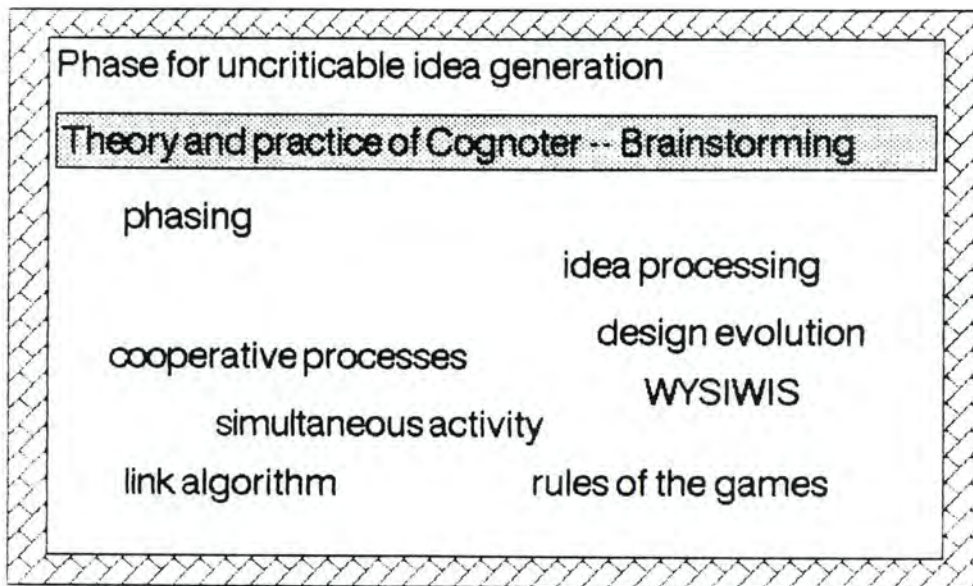 Phase for uncriticable idea generation
Theory and practice of Cognoter -- Brainstorming
phasing
idea processing
design evolution
cooperative processes
WYSIWIS
simultaneous activity
link algorithm
rules of the games